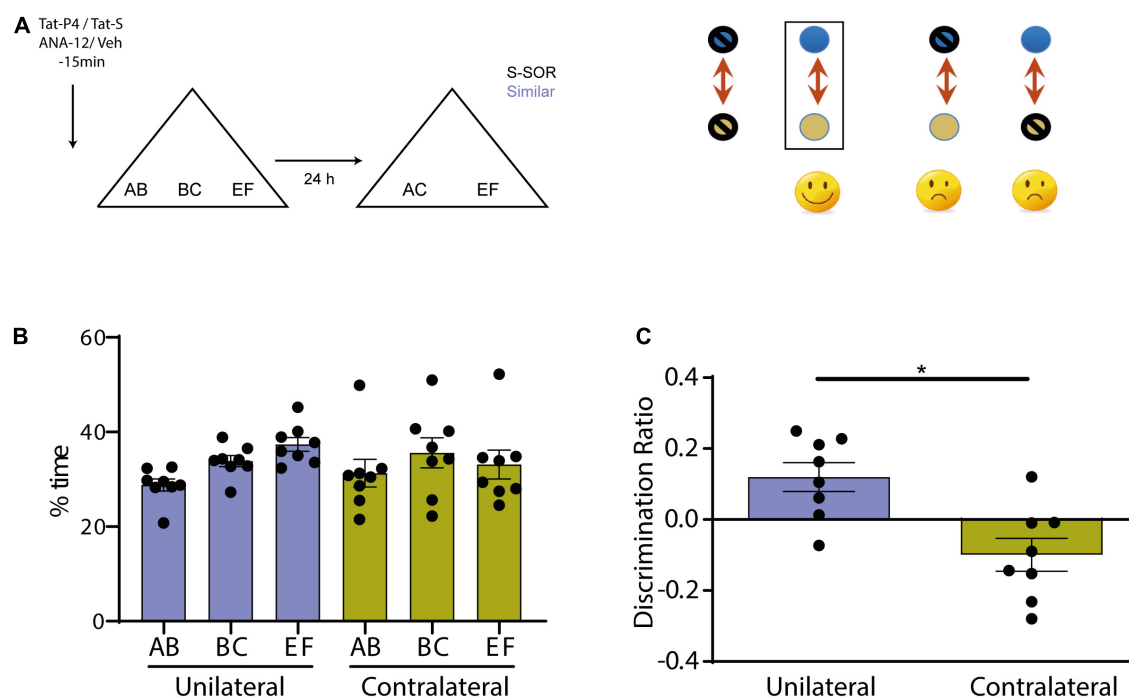 A
Tat-P4 / Tat-S
ANA-12/ Veh
-15min
S-SOR
Similar
AB BC EF
24 h
AC EF
B
60
40
20
0
% time
AB BC EF AB BC EF
Unilateral Contralateral
C
*
0.4
0.2
0.0
-0.2
-0.4
Discrimination Ratio
Unilateral Contralateral